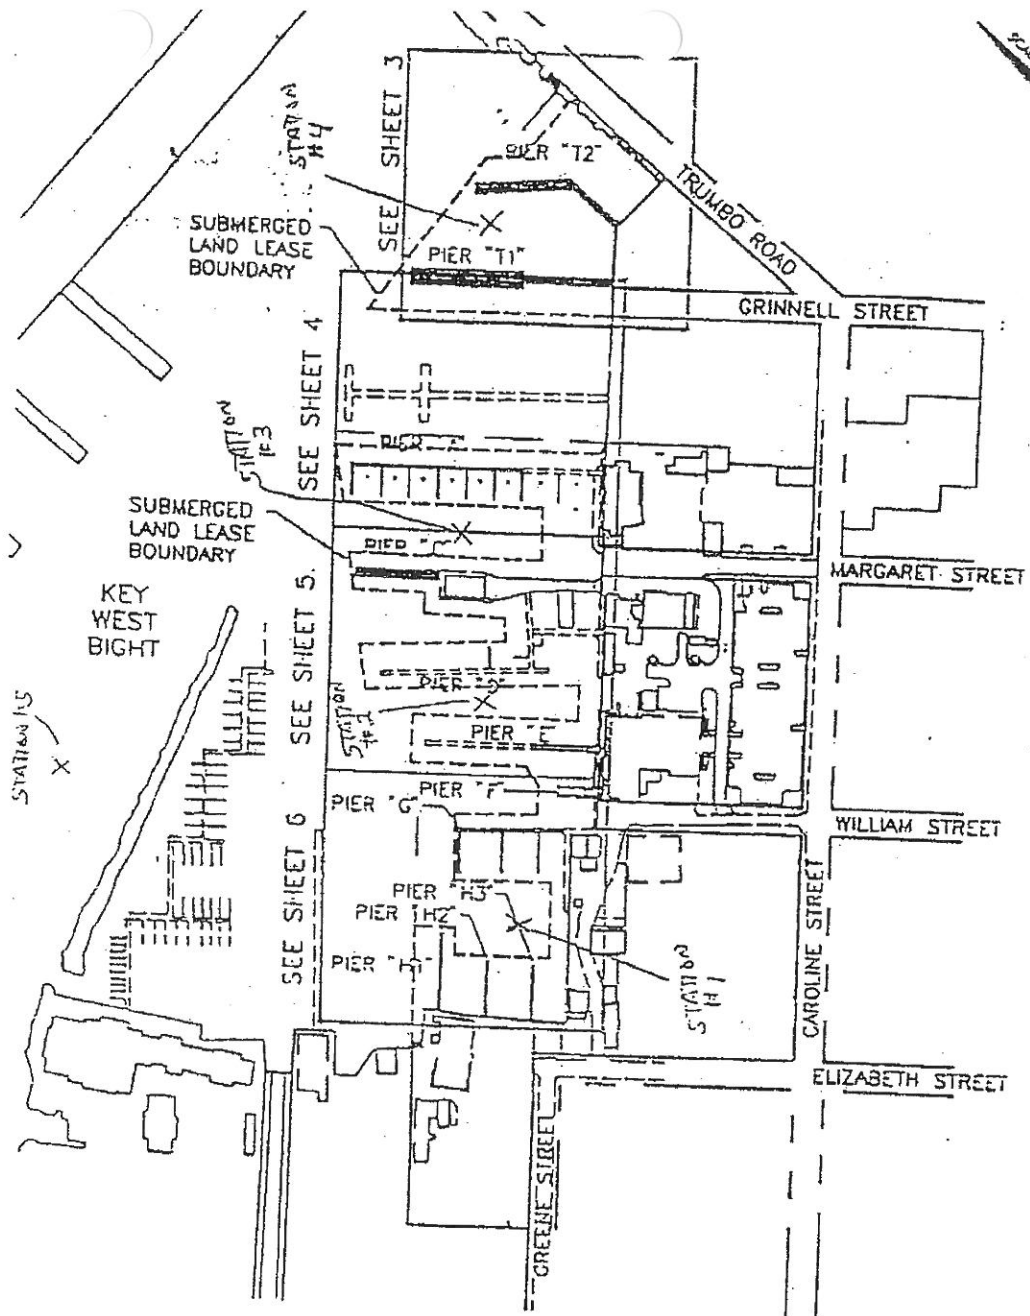 SEE SHEET 3
STATION
#4
PIER "T2"
TRUMBO ROAD
SUBMERGED
LAND LEASE
BOUNDARY
PIER "T1"
GRINNELL STREET
SEE SHEET 4
STATION
#3
PIER
SUBMERGED
LAND LEASE
BOUNDARY
PIER
MARGARET STREET
KEY
WEST
BIGHT
SEE SHEET 5
STATION
#2
PIER
PIER "E"
STATION #5
PIER "F"
PIER "G"
WILLIAM STREET
SEE SHEET 6
PIER "H3"
PIER "H2"
PIER "H1"
STATION
#1
CAROLINE STREET
ELIZABETH STREET
GREENE STREET